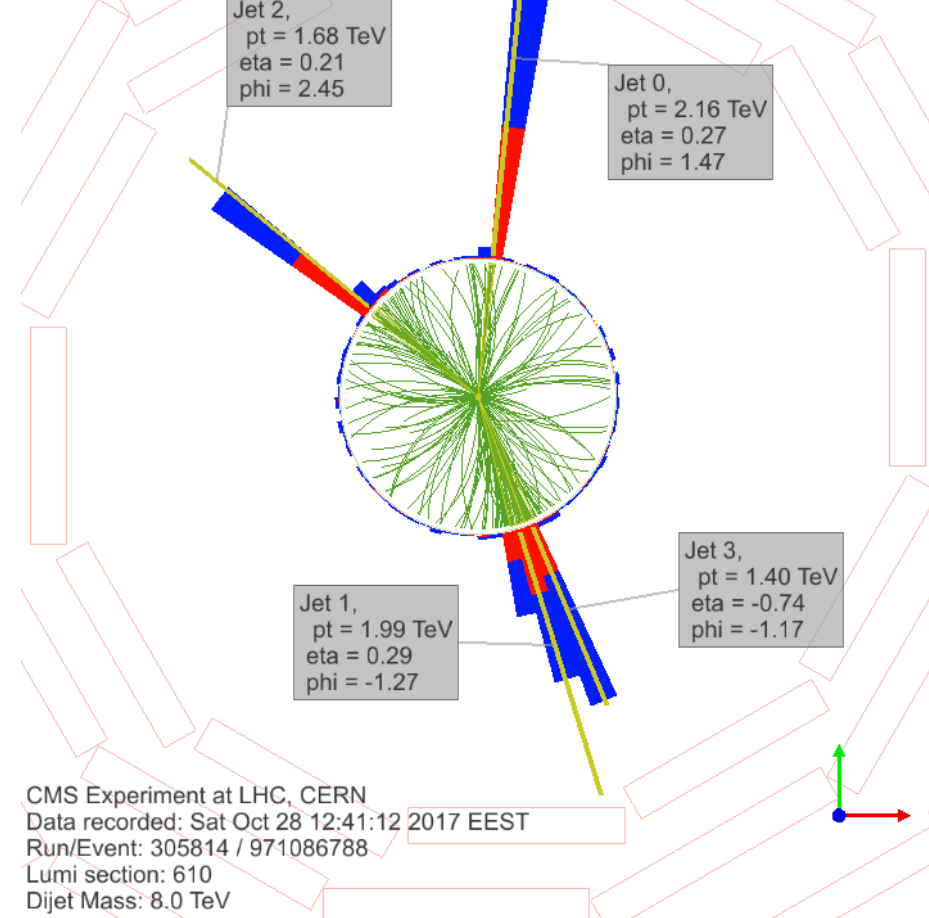 Jet 2,
pt = 1.68 TeV
eta = 0.21
phi = 2.45
Jet 0,
pt = 2.16 TeV
eta = 0.27
phi = 1.47
Jet 3,
pt = 1.40 TeV
eta = -0.74
phi = -1.17
Jet 1,
pt = 1.99 TeV
eta = 0.29
phi = -1.27
CMS Experiment at LHC, CERN
Data recorded: Sat Oct 28 12:41:12 2017 EEST
Run/Event: 305814 / 971086788
Lumi section: 610
Dijet Mass: 8.0 TeV